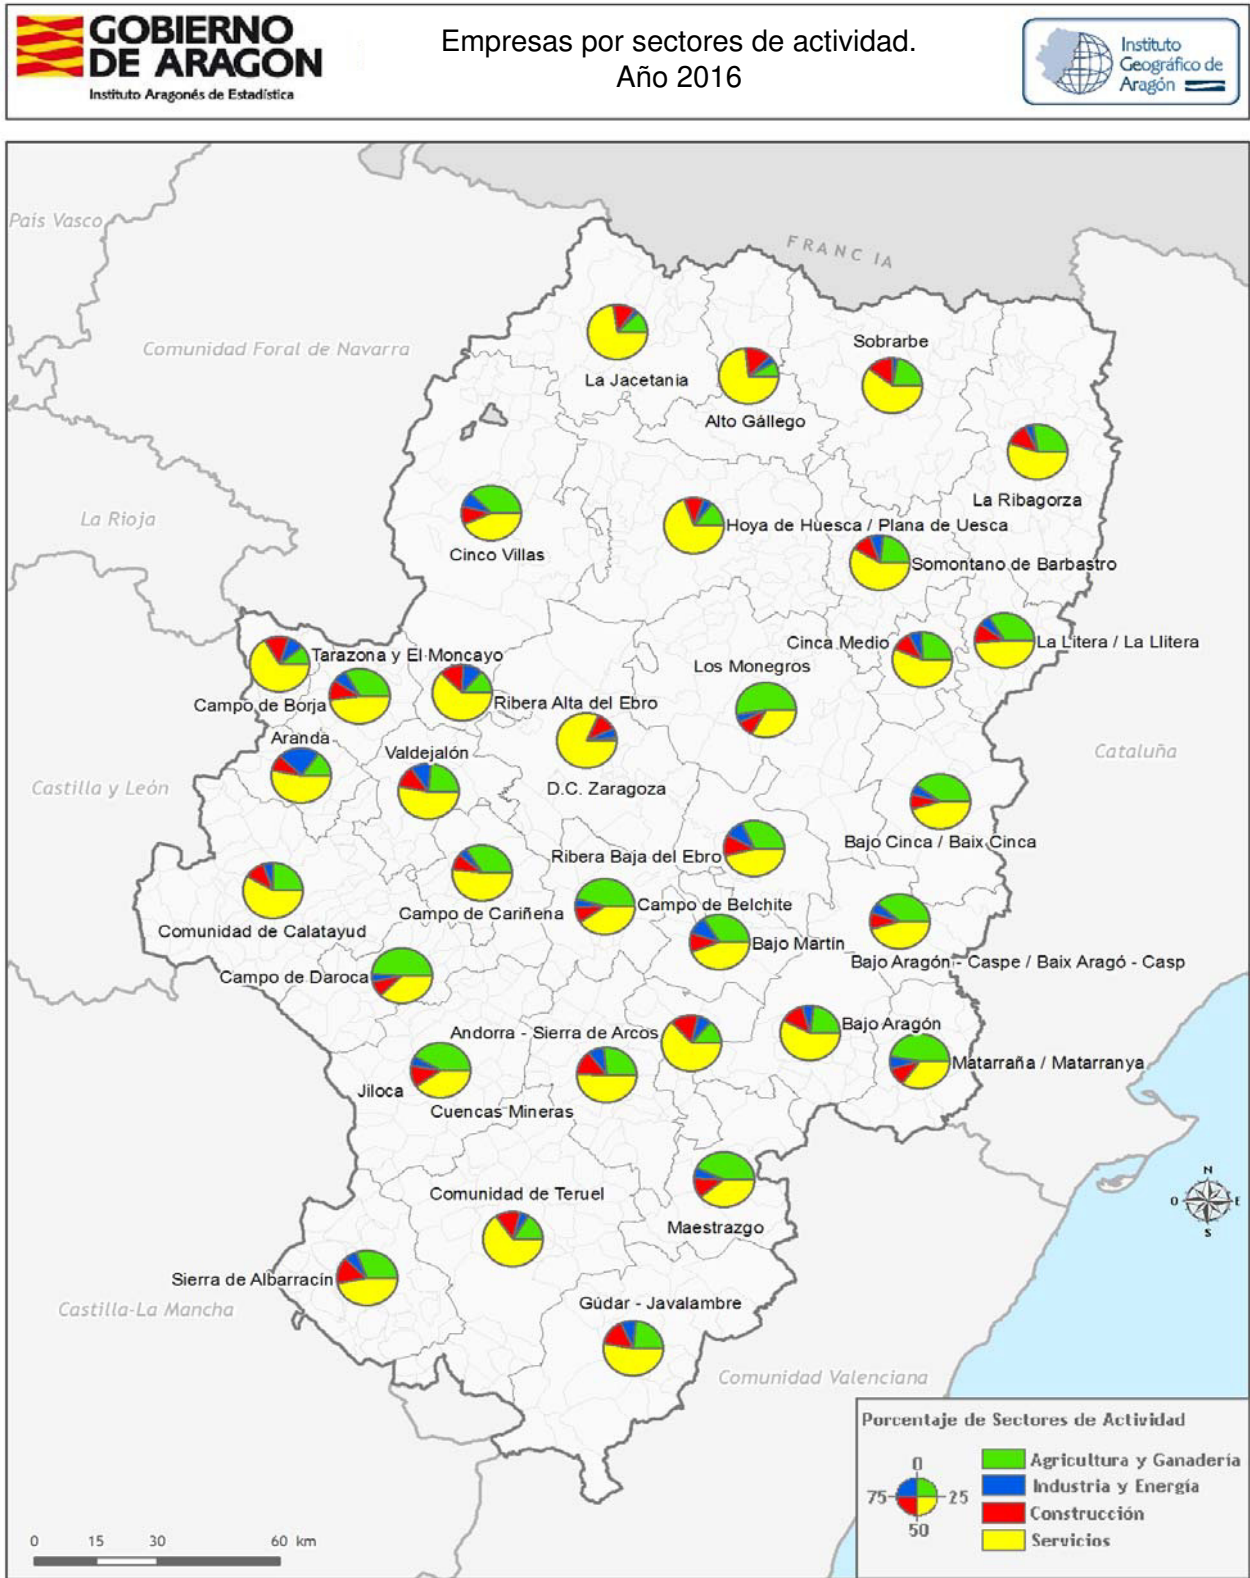 GOBIERNO
DE ARAGON
Instituto Aragonés de Estadística
Empresas por sectores de actividad.
Año 2016
Instituto
Geográfico de
Aragón
País Vasco
FRANCIA
Comunidad Foral de Navarra
Sobrarbe
La Jacetania
Alto Gállego
La Ribagorza
La Rioja
Hoya de Huesca / Plana de Uesca
Cinco Villas
Somontano de Barbastro
Cinca Medio
La Litera / La Llitera
Tarazona y El Moncayo
Los Monegros
Campo de Borja
Ribera Alta del Ebro
Aranda
Valdejalón
Cataluña
Castilla y León
D.C. Zaragoza
Bajo Cinca / Baix Cinca
Ribera Baja del Ebro
Campo de Belchite
Campo de Cariñena
Comunidad de Calatayud
Bajo Martín
Bajo Aragón - Caspe / Baix Aragó - Casp
Campo de Daroca
Andorra - Sierra de Arcos
Bajo Aragón
Matarraña / Matarranya
Jiloca
Cuencas Mineras
Comunidad de Teruel
Maestrazgo
N
O E
S
Sierra de Albarracín
Castilla-La Mancha
Gúdar - Javalambre
Comunidad Valenciana
Porcentaje de Sectores de Actividad
0
75 25
50
Agricultura y Ganadería
Industria y Energía
Construcción
Servicios
0 15 30 60 km